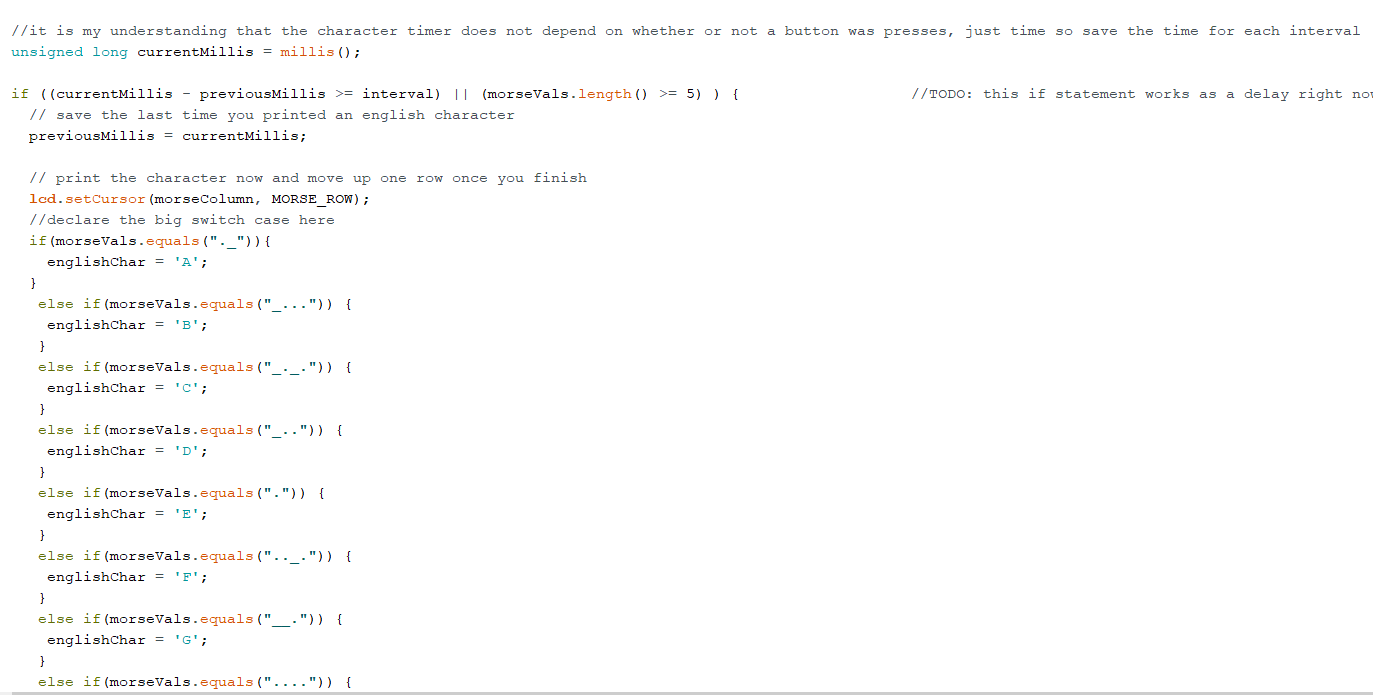 //it is my understanding that the character timer does not depend on whether or not a button was presses, just time so save the time for each interval
unsigned long currentMillis = millis();
if ((currentMillis - previousMillis >= interval) || (morseVals.length() >= 5) ) { //TODO: this if statement works as a delay right now
// save the last time you printed an english character
previousMillis = currentMillis;
// print the character now and move up one row once you finish
lcd.setCursor(morseColumn, MORSE_ROW);
//declare the big switch case here
if(morseVals.equals("._")){
englishChar = 'A';
}
else if(morseVals.equals("_...")) {
englishChar = 'B';
}
else if(morseVals.equals("_._.")) {
englishChar = 'C';
}
else if(morseVals.equals("_..")) {
englishChar = 'D';
}
else if(morseVals.equals(".")) {
englishChar = 'E';
}
else if(morseVals.equals(".._.")) {
englishChar = 'F';
}
else if(morseVals.equals("__.")) {
englishChar = 'G';
}
else if(morseVals.equals("....")) {